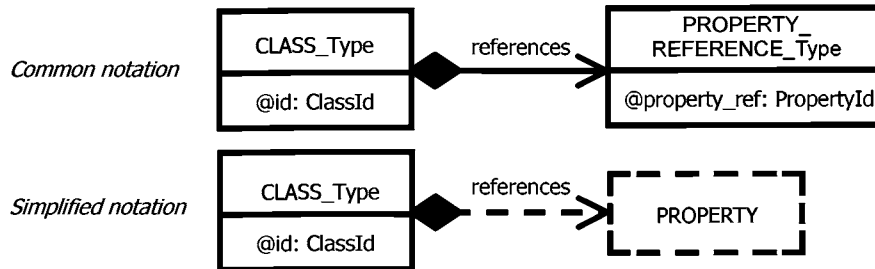 Common notation
CLASS_Type
@id: ClassId
references
PROPERTY_
REFERENCE_Type
@property_ref: PropertyId
Simplified notation
CLASS_Type
@id: ClassId
references
PROPERTY